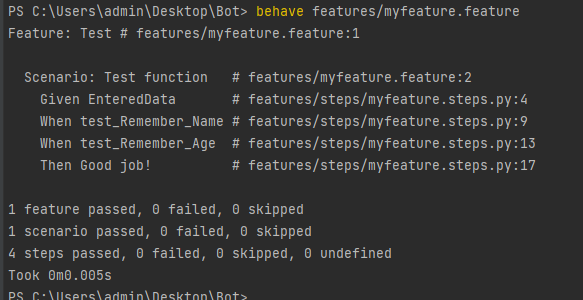 PS C:\Users\admin\Desktop\Bot> behave features/myfeature.feature
Feature: Test # features/myfeature.feature:1
Scenario: Test function # features/myfeature.feature:2
Given EnteredData # features/steps/myfeature.steps.py:4
When test_Remember_Name # features/steps/myfeature.steps.py:9
When test_Remember_Age # features/steps/myfeature.steps.py:13
Then Good job! # features/steps/myfeature.steps.py:17
1 feature passed, 0 failed, 0 skipped
1 scenario passed, 0 failed, 0 skipped
4 steps passed, 0 failed, 0 skipped, 0 undefined
Took 0m0.005s
PS C:\Users\admin\Desktop\Bot>